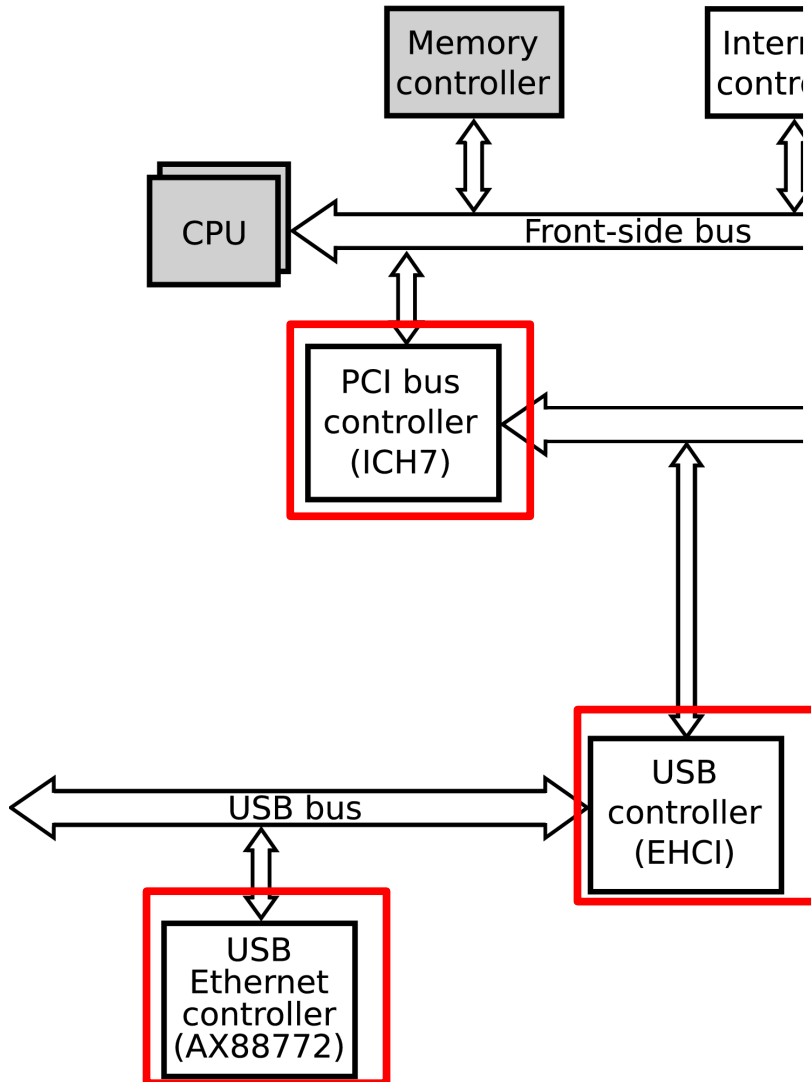 Memory
controller
CPU
Front-side bus
PCI bus
controller
(ICH7)
USB
controller
(EHCI)
USB bus
USB
Ethernet
controller
(AX88772)